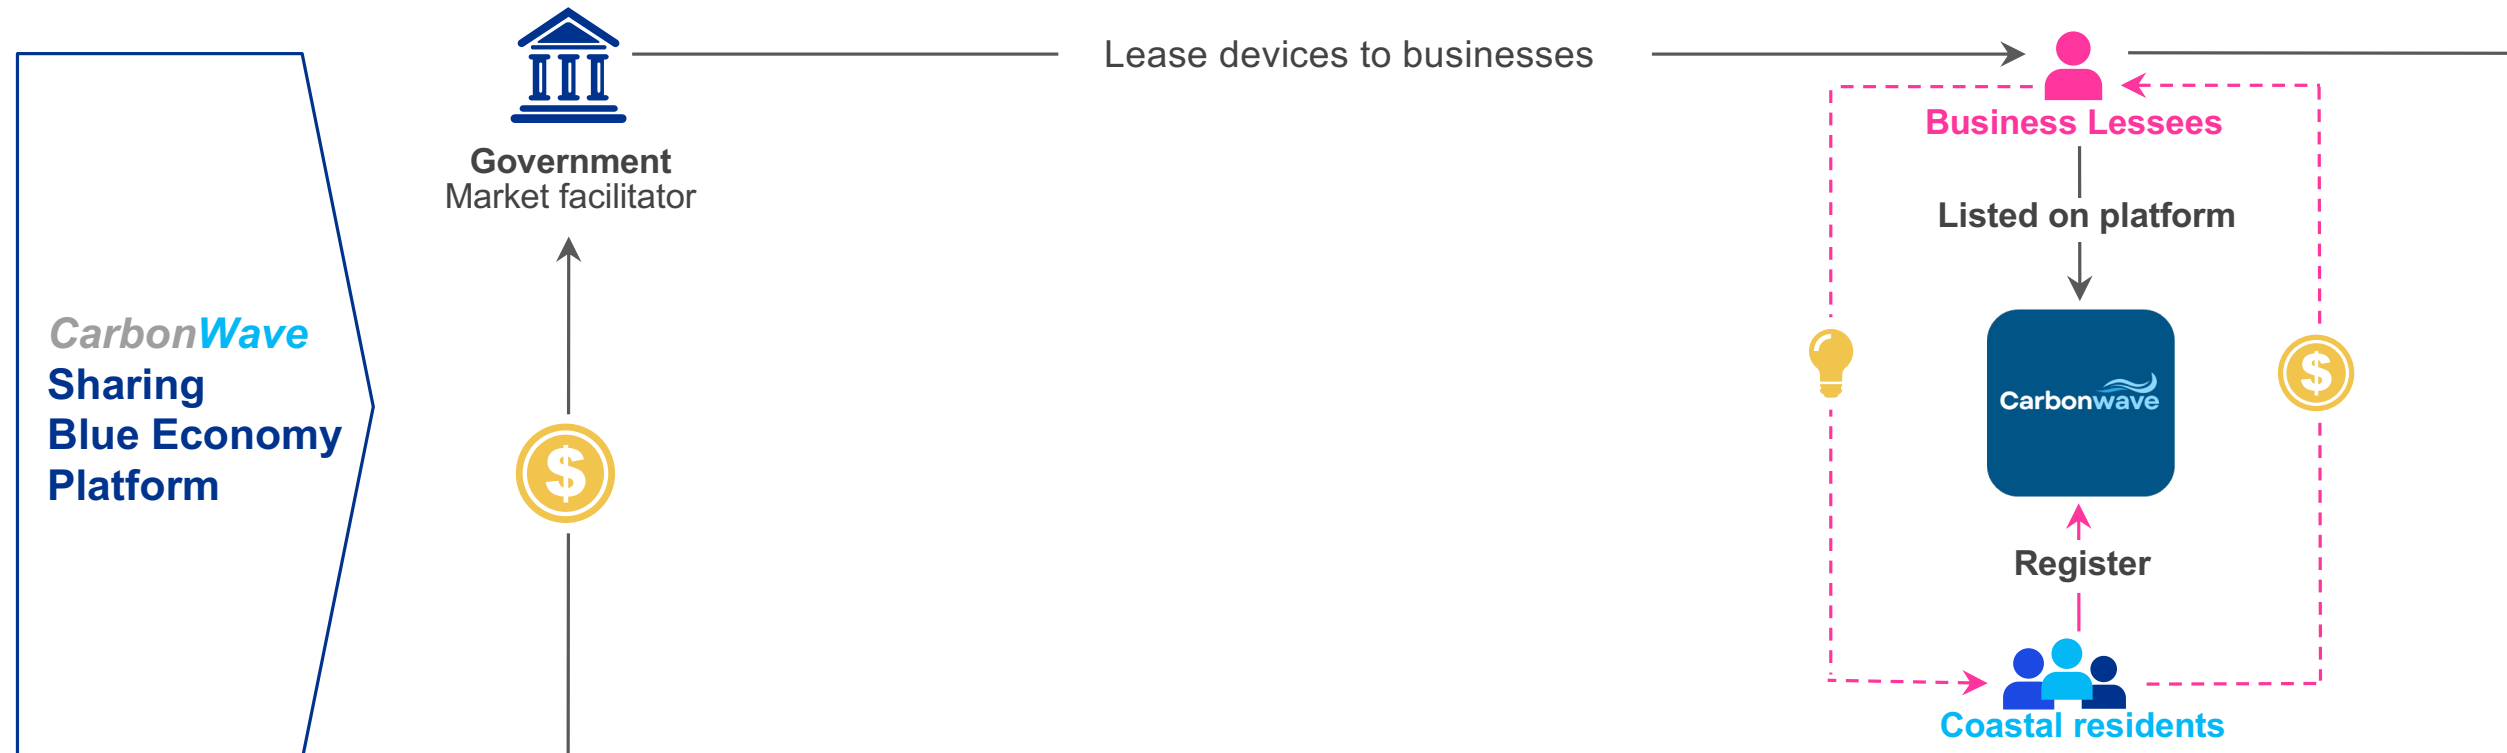 Lease devices to businesses
Business Lessees
Government
Market facilitator
Listed on platform
CarbonWave
Sharing
Blue Economy
Platform
$
$
Carbonwave
Register
Coastal residents